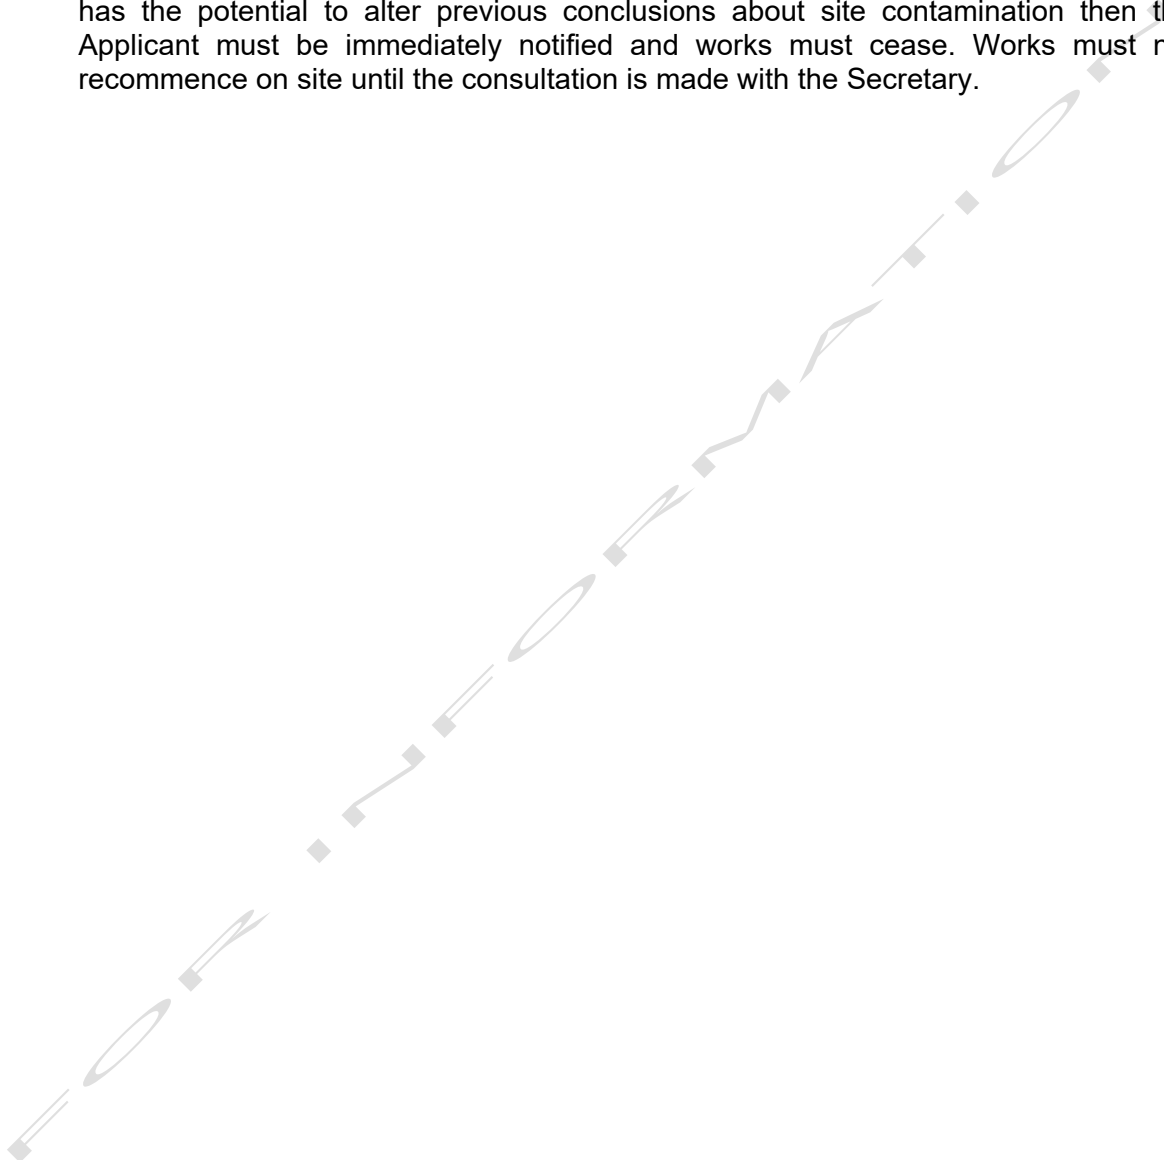 has the potential to alter previous conclusions about site contamination then
Applicant must be immediately notified and works must cease. Works must
recommence on site until the consultation is made with the Secretary.